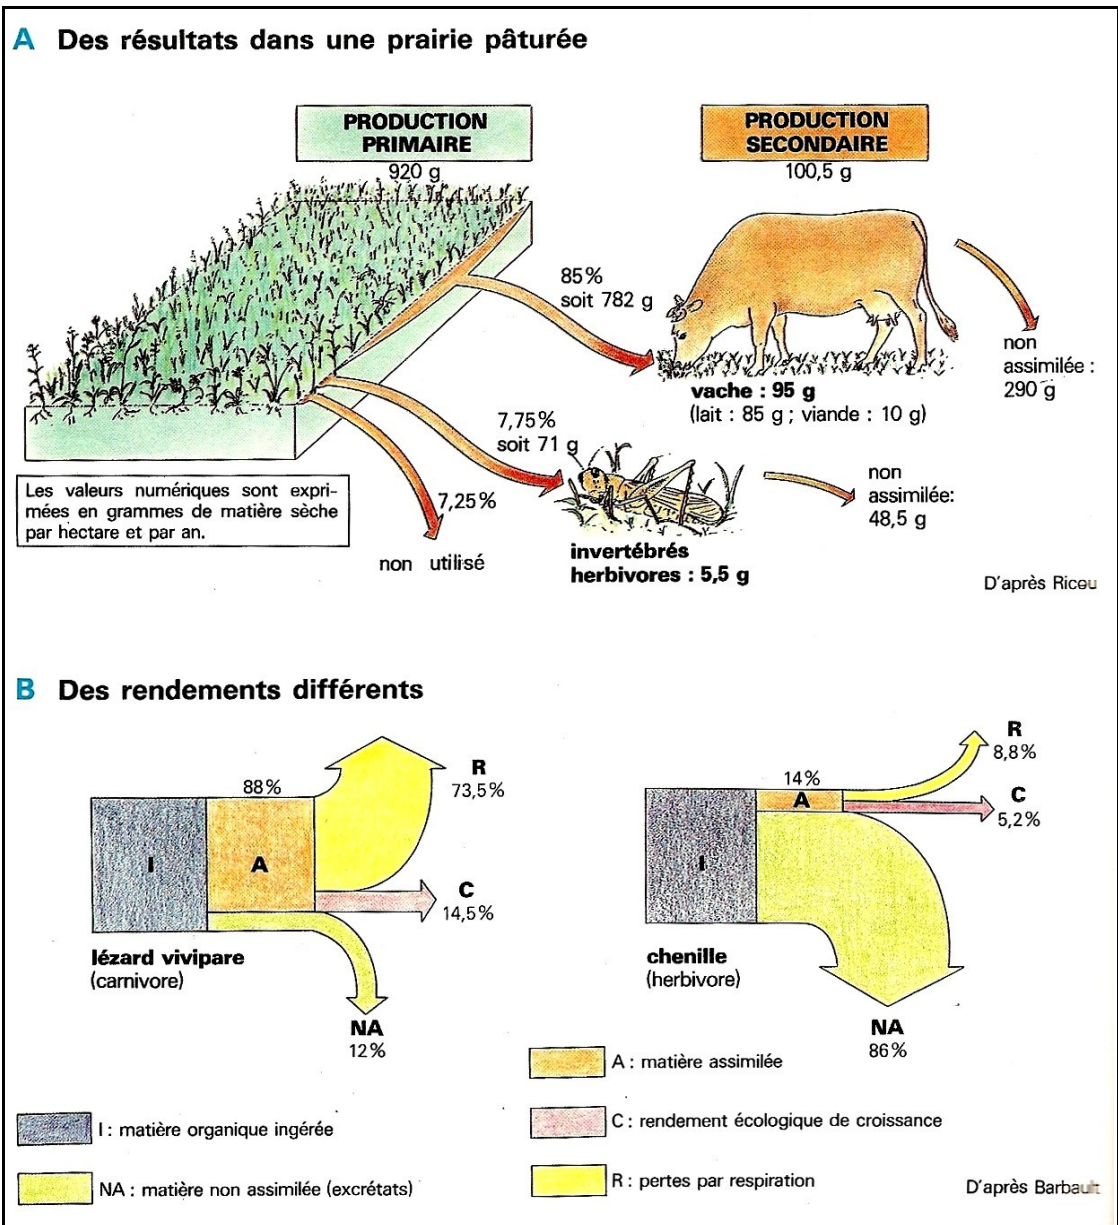 A Des résultats dans une prairie pâturée
PRODUCTION
PRIMAIRE
920 g
PRODUCTION
SECONDAIRE
100,5 g
85%
soit 782 g
non
assimilée :
290 g
vache : 95 g
(lait : 85 g ; viande : 10 g)
7,75%
soit 71 g
non
assimilée:
48,5 g
7,25%
non utilisé
invertébrés
herbivores : 5,5 g
Les valeurs numériques sont expri-
mées en grammes de matière sèche
par hectare et par an.
D'après Ricou
B Des rendements différents
88%
R
73,5%
I
A
C
14,5%
lézard vivipare
(carnivore)
NA
12%
14%
R
8,8%
A
C
5,2%
I
chenille
(herbivore)
NA
86%
A : matière assimilée
I : matière organique ingérée
C : rendement écologique de croissance
NA : matière non assimilée (excrétats)
R : pertes par respiration
D'après Barbault